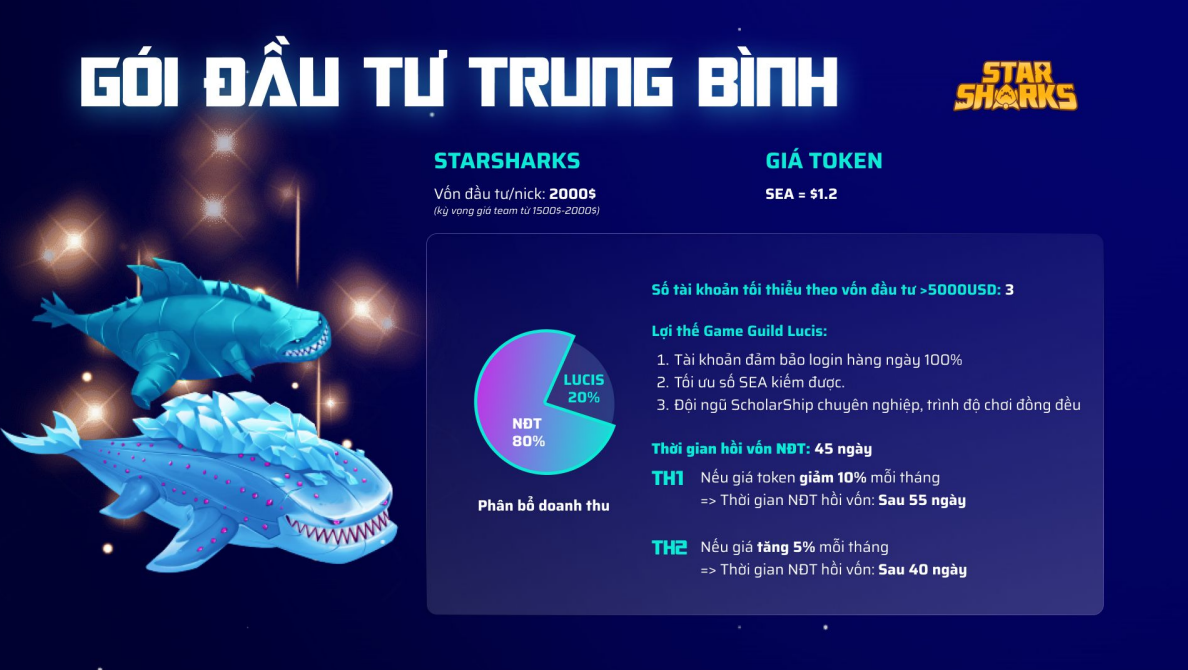 GÓI ĐẦU TƯ TRUNG BÌNH
STAR
SHARKS
STARSHARKS
Vốn đầu tư/nick: 2000$
(kỳ vọng giá team từ 1500$-2000$)
GIÁ TOKEN
SEA = $1.2
LUCIS
20%
NĐT
80%
Phân bổ doanh thu
Số tài khoản tối thiểu theo vốn đầu tư >5000USD: 3
Lợi thế Game Guild Lucis:
1. Tài khoản đảm bảo login hàng ngày 100%
2. Tối ưu số SEA kiếm được.
3. Đội ngũ ScholarShip chuyên nghiệp, trình độ chơi đồng đều
Thời gian hồi vốn NĐT: 45 ngày
TH1 Nếu giá token giảm 10% mỗi tháng
=> Thời gian NĐT hồi vốn: Sau 55 ngày
TH2 Nếu giá tăng 5% mỗi tháng
=> Thời gian NĐT hồi vốn: Sau 40 ngày